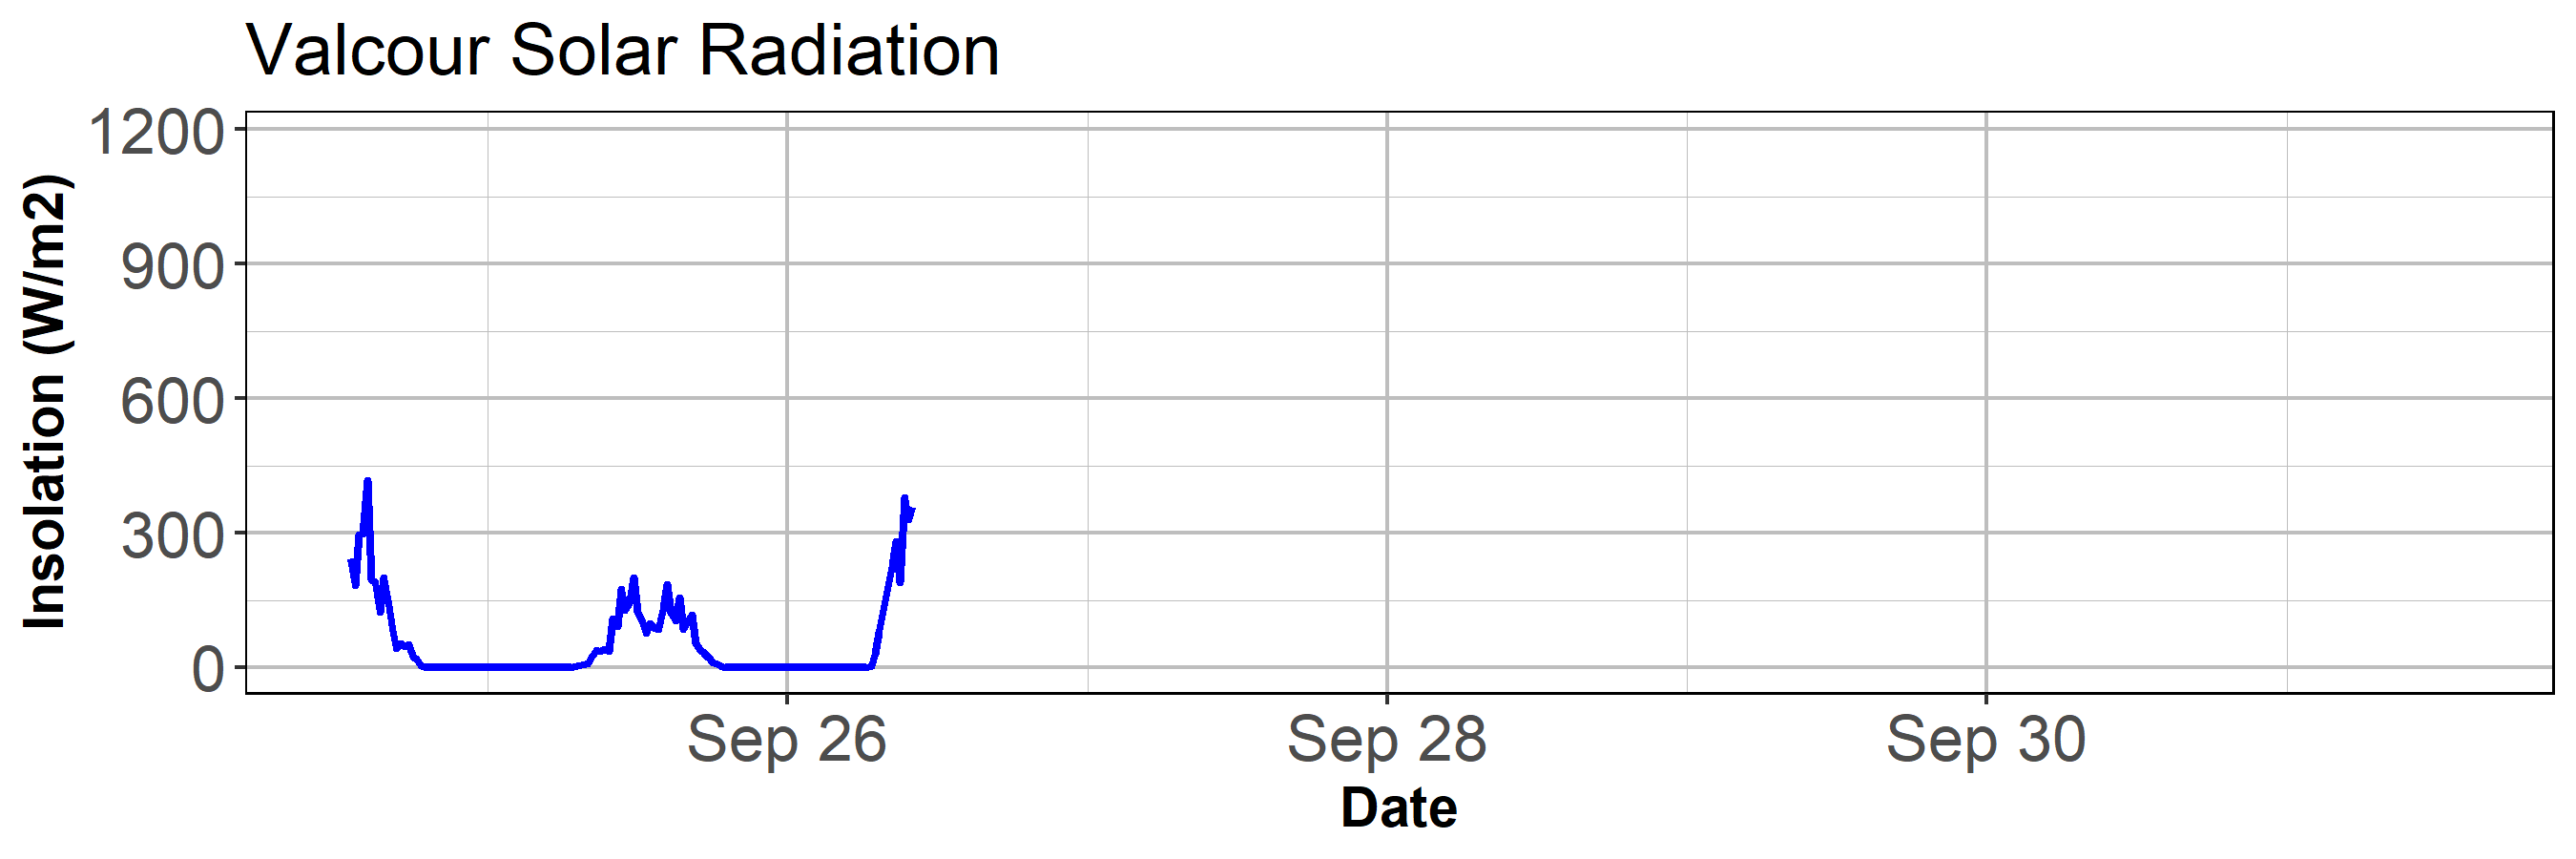 Valcour Solar Radiation
1200
900
600
300
0
Insolation (W/m2)
Sep 26
Sep 28
Sep 30
Date